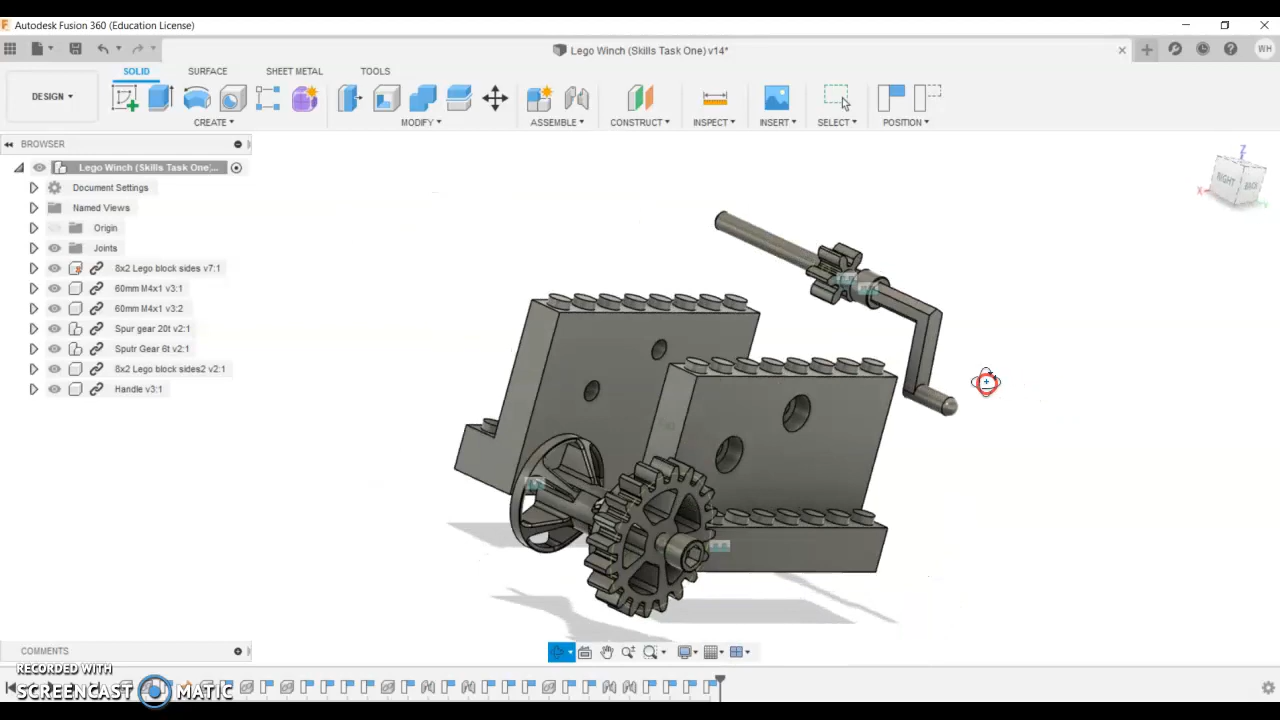 Autodesk Fusion 360 (Education License)
Lego Winch (Skills Task One) v14*
WH
DESIGN
SOLID SURFACE SHEET METAL TOOLS
CREATE MODIFY ASSEMBLE CONSTRUCT INSPECT INSERT SELECT POSITION
BROWSER
Lego Winch (Skills Task One)...
Document Settings
Named Views
Origin
Joints
8x2 Lego block sides v7:1
60mm M4x1 v3:1
60mm M4x1 v3:2
Spur gear 20t v2:1
Sputr Gear 6t v2:1
8x2 Lego block sides2 v2:1
Handle v3:1
Z
RIGHT BACK
X
Y
COMMENTS
RECORDED WITH
SCREENCAST MATIC